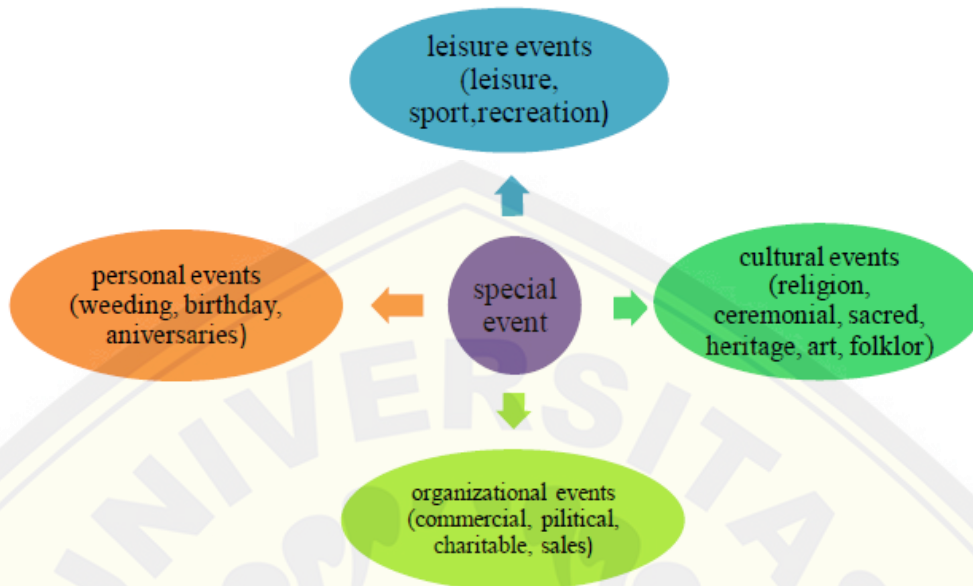 leisure events
(leisure,
sport,recreation)
personal events
(weeding, birthday,
aniversaries)
special
event
cultural events
(religion,
ceremonial, sacred,
heritage, art, folklor)
organizational events
(commercial, pilitical,
charitable, sales)
UNIVERSITA